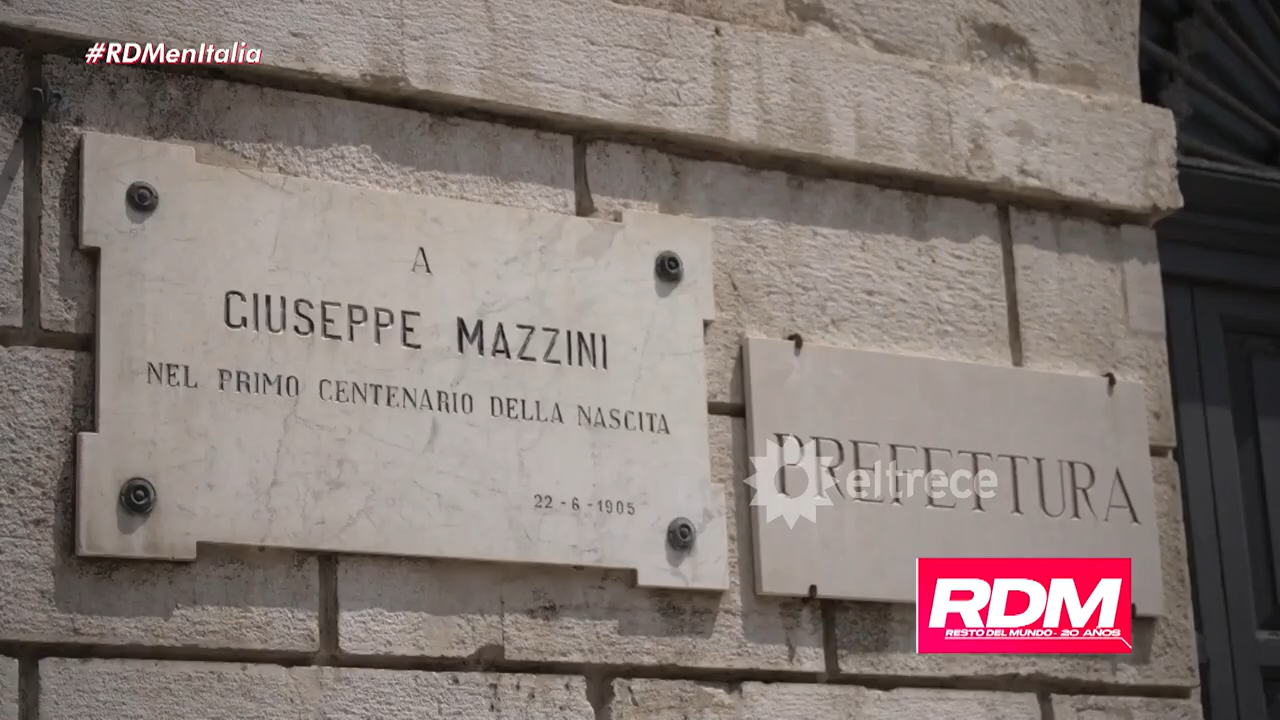 #RDMenItalia
A
GIUSEPPE MAZZINI
NEL PRIMO CENTENARIO DELLA NASCITA
22-6-1905
PREFETTURA
eltrece
RDM
RESTO DEL MUNDO - 20 AÑOS